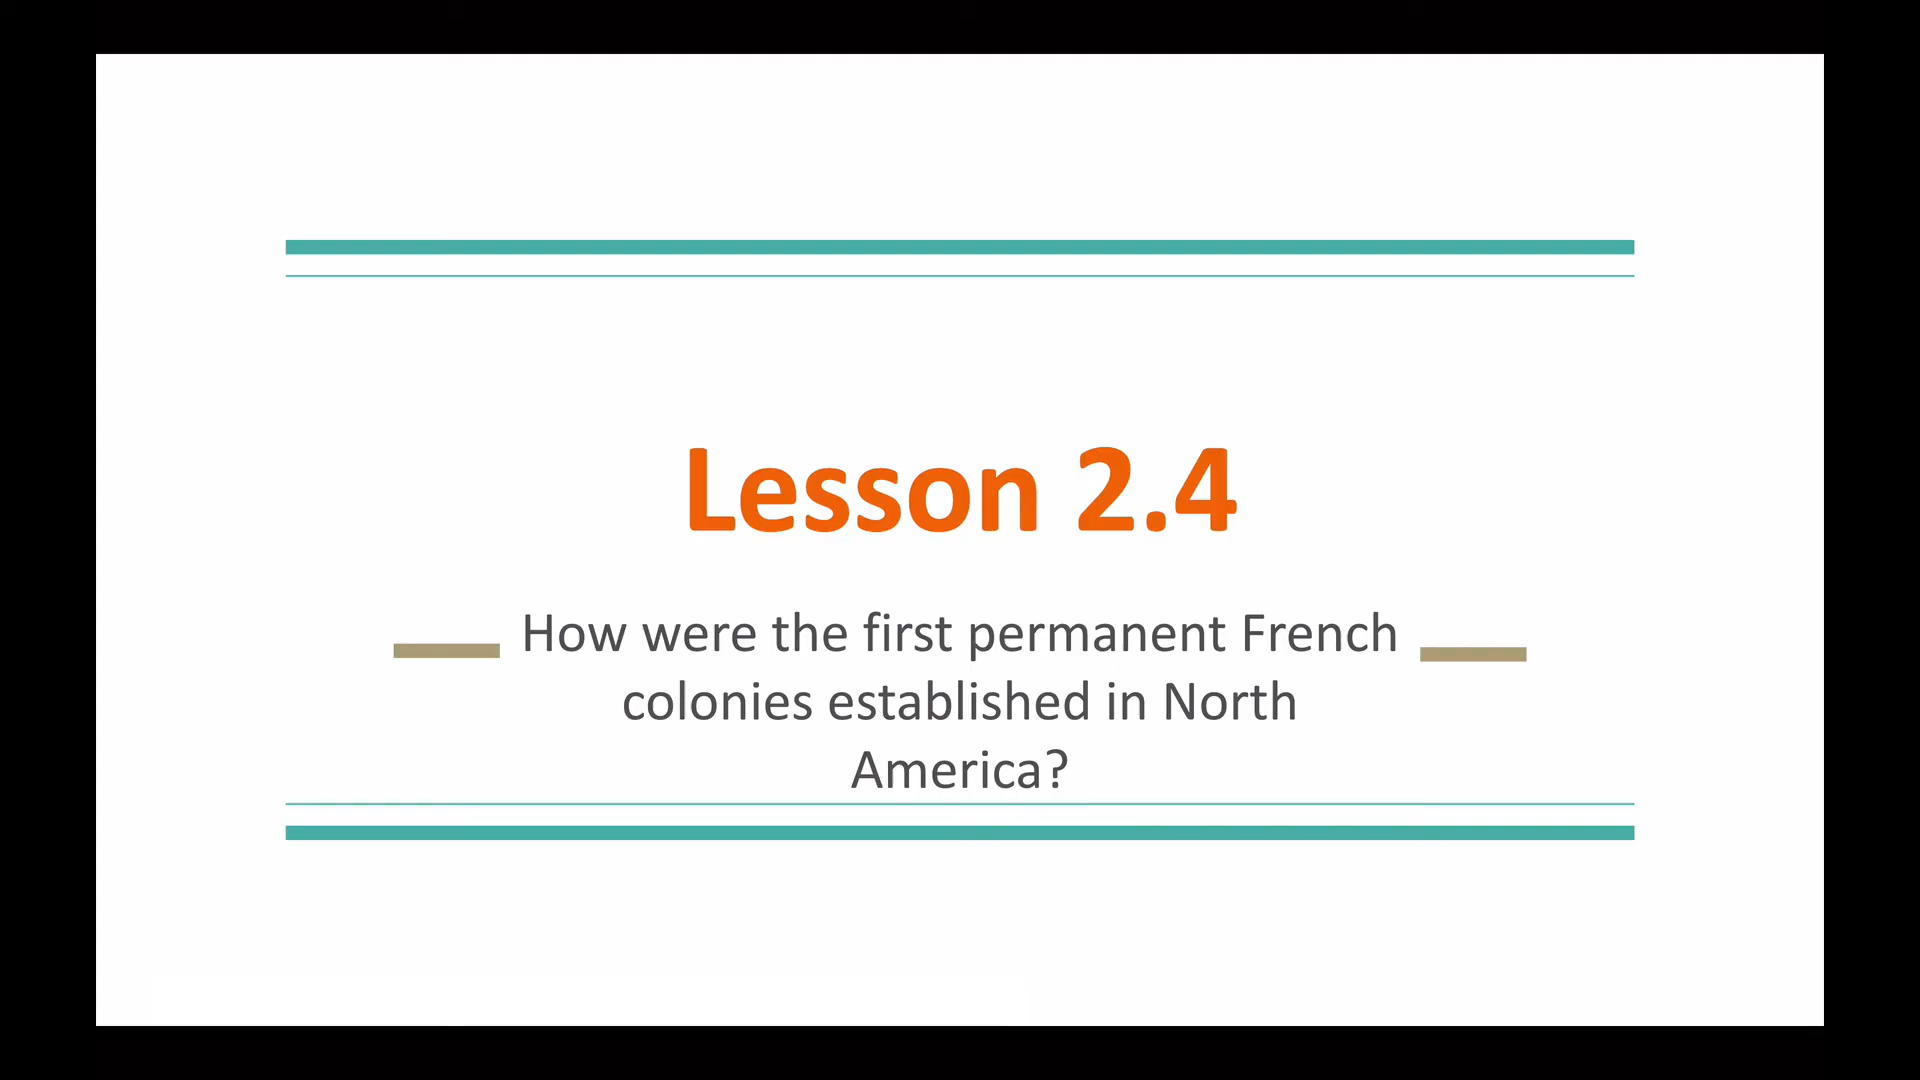 Lesson 2.4
How were the first permanent French
colonies established in North
America?